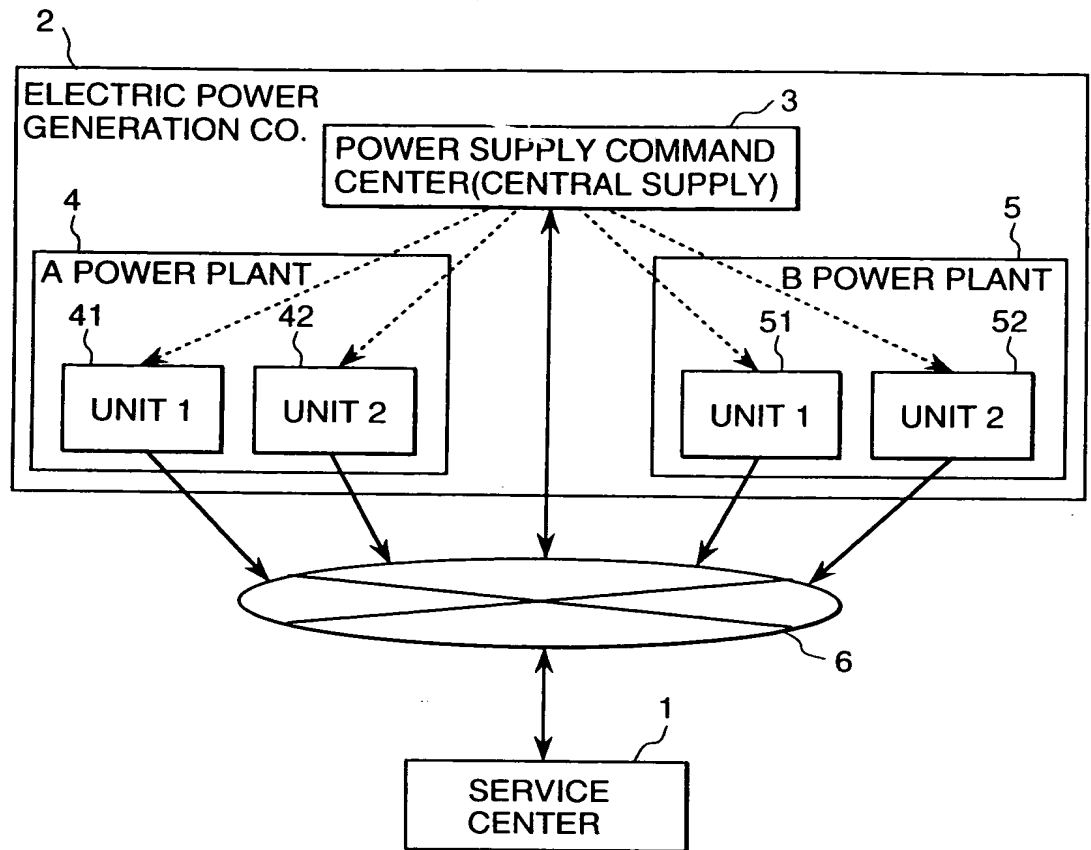 2
ELECTRIC POWER
GENERATION CO.
3
POWER SUPPLY COMMAND
CENTER(CENTRAL SUPPLY)
4
A POWER PLANT
41
42
UNIT 1
UNIT 2
5
B POWER PLANT
51
52
UNIT 1
UNIT 2
6
1
SERVICE
CENTER